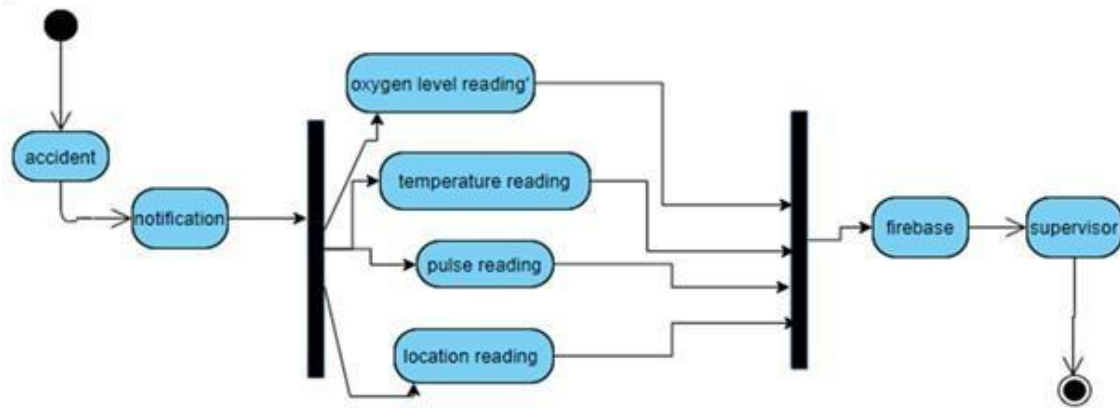 oxygen level reading'
accident
temperature reading
notification
firebase
supervisor
pulse reading
location reading